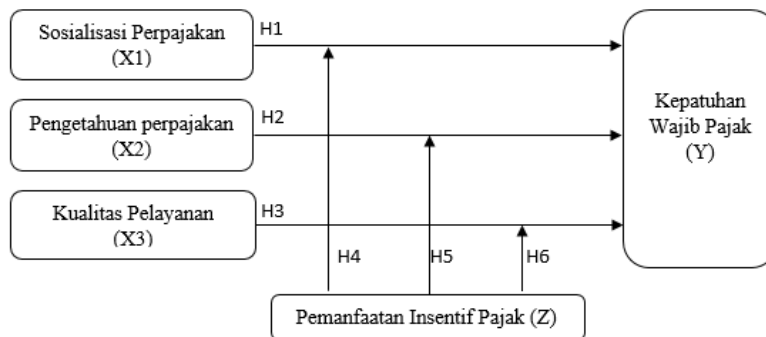 Sosialisasi Perpajakan
(X1)
H1
Pengetahuan perpajakan
(X2)
H2
Kualitas Pelayanan
(X3)
H3
Kepatuhan
Wajib Pajak
(Y)
H4
H5
H6
Pemanfaatan Insentif Pajak (Z)